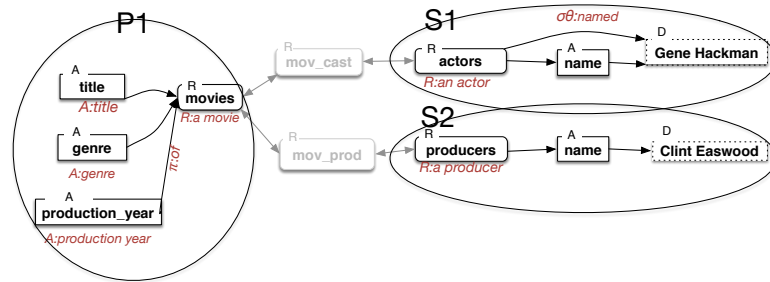 P1
S1
σθ:named
R
mov_cast
R
actors
R:an actor
A
name
D
Gene Hackman
A
title
A:title
R
movies
R:a movie
A
genre
A:genre
π:of
A
production_year
A:production year
S2
R
mov_prod
R
producers
R:a producer
A
name
D
Clint Easwood